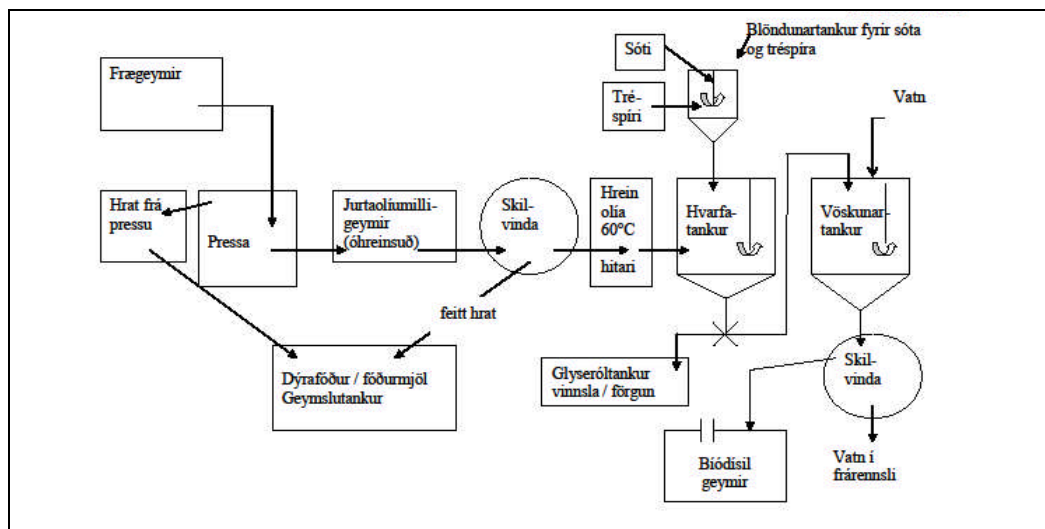 Blöndunartankur fyrir sóta
og tréspíra
Sóti
Frægeymir
Tré-
spíri
Vatn
Hrat frá
pressu
Pressa
Jurtaolíumilli-
geymir
(óhreinsuð)
Skil-
vinda
Hrein
olía
60°C
hitari
Hvarfa-
tankur
Vöskunar-
tankur
feitt hrat
Dýrafóður / fóðurmjöl
Geymslutankur
Glyseróltankur
vinnsla / förgun
Skil-
vinda
Bíódísil
geymir
Vatn í
frárennsli